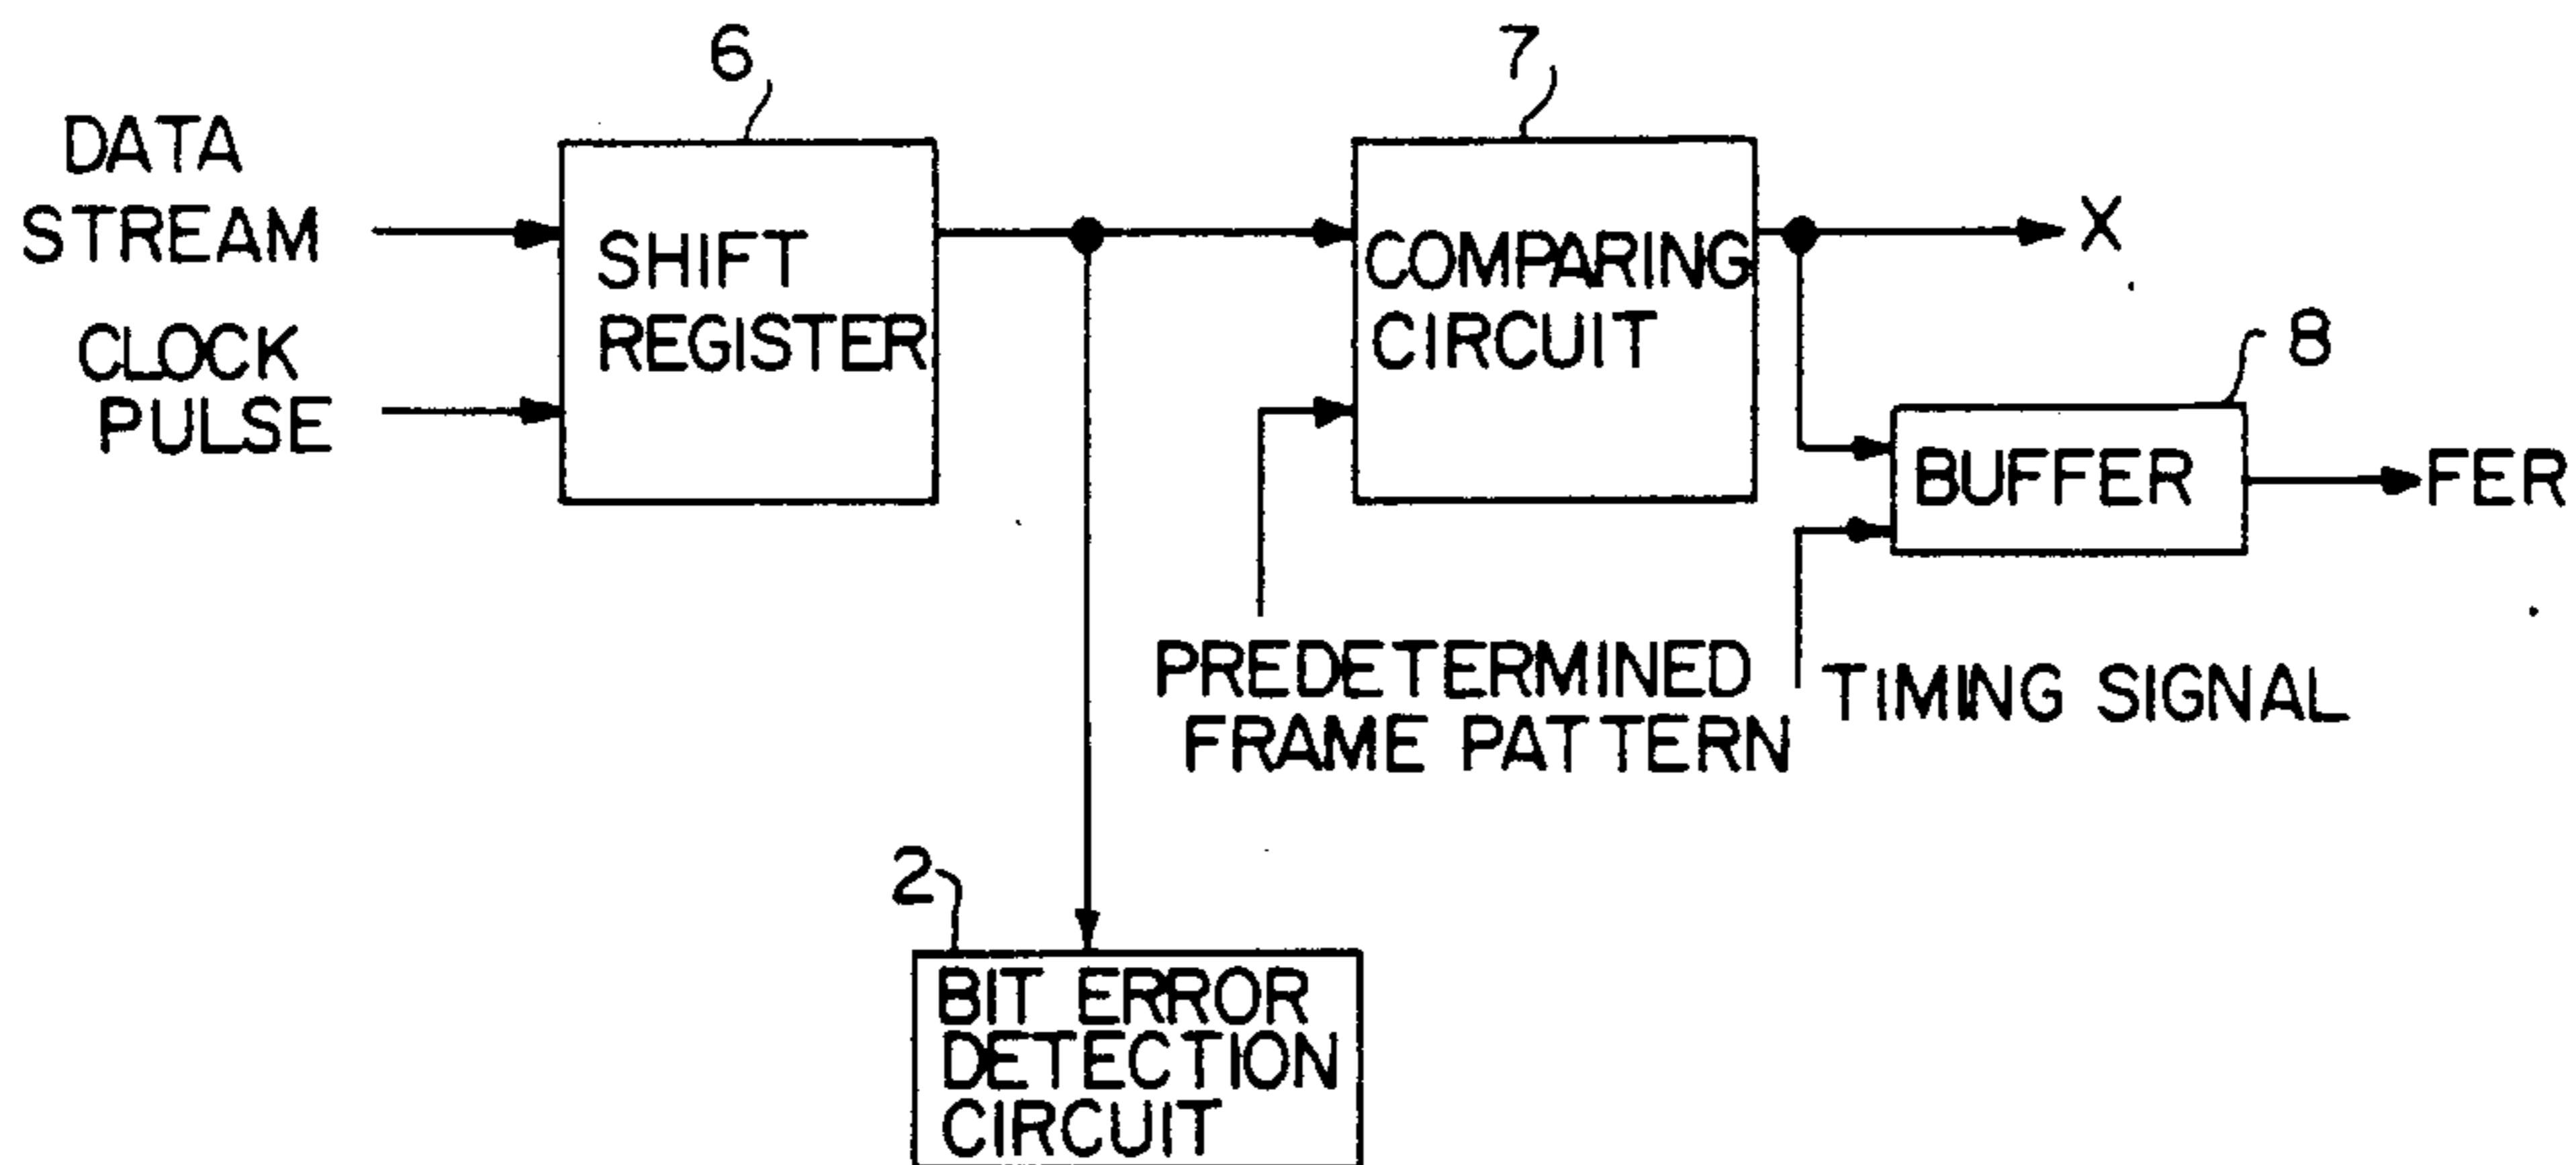 6
7
DATA
STREAM
SHIFT
REGISTER
COMPARING
CIRCUIT
X
CLOCK
PULSE
8
BUFFER
FER
PREDETERMINED
FRAME PATTERN
TIMING SIGNAL
2
BIT ERROR
DETECTION
CIRCUIT